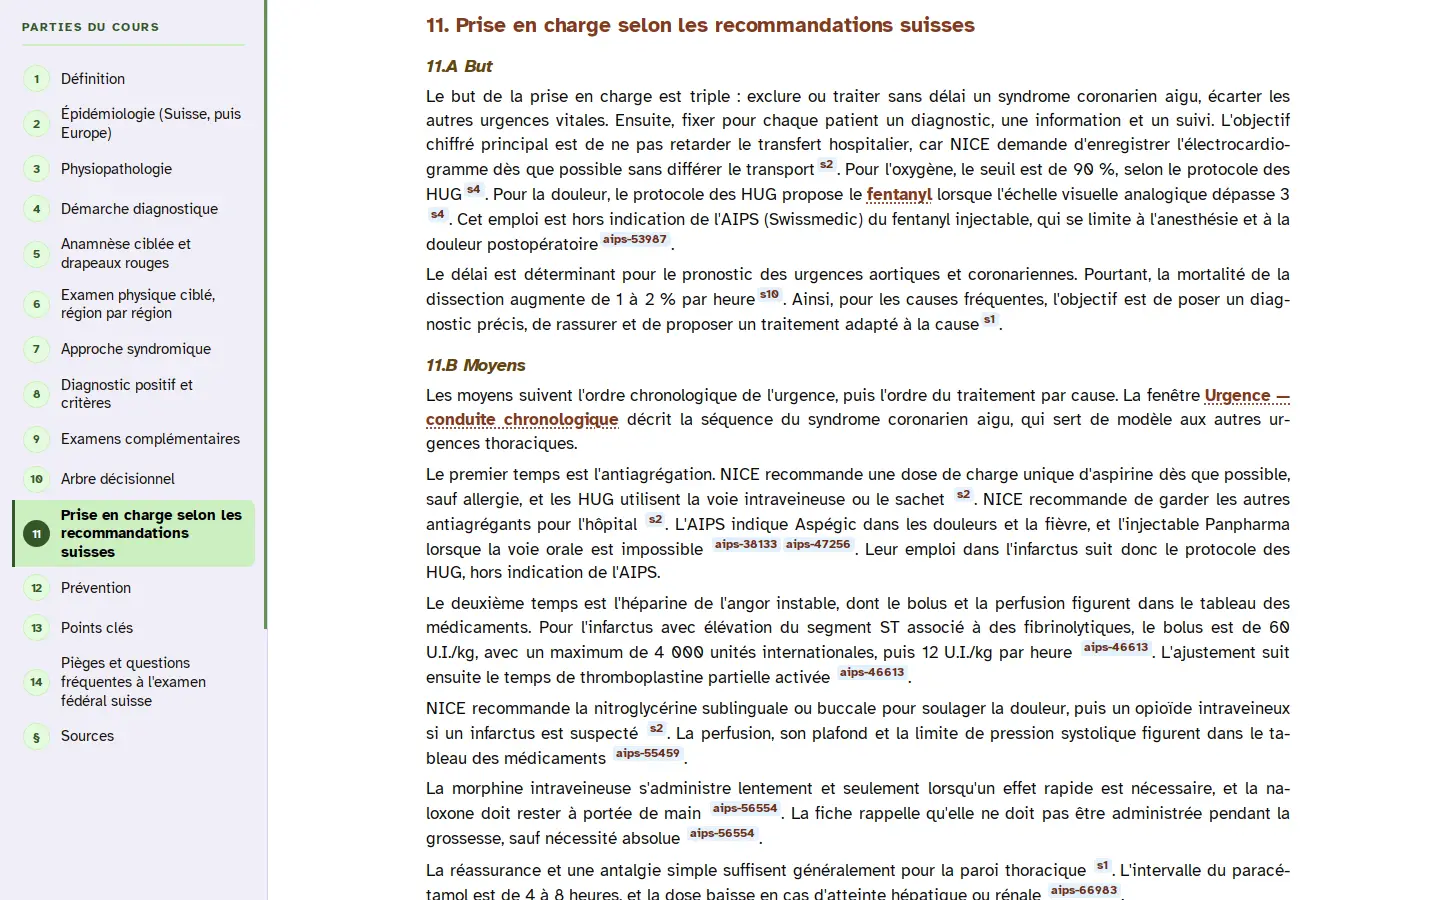 PARTIES DU COURS
1 Définition
2 Épidémiologie (Suisse, puis
Europe)
3 Physiopathologie
4 Démarche diagnostique
5 Anamnèse ciblée et
drapeaux rouges
6 Examen physique ciblé,
région par région
7 Approche syndromique
8 Diagnostic positif et
critères
9 Examens complémentaires
10 Arbre décisionnel
11 Prise en charge selon les
recommandations
suisses
12 Prévention
13 Points clés
14 Pièges et questions
fréquentes à l'examen
fédéral suisse
§ Sources
11. Prise en charge selon les recommandations suisses
11.A But
Le but de la prise en charge est triple : exclure ou traiter sans délai un syndrome coronarien aigu, écarter les
autres urgences vitales. Ensuite, fixer pour chaque patient un diagnostic, une information et un suivi. L'objectif
chiffré principal est de ne pas retarder le transfert hospitalier, car NICE demande d'enregistrer l'électrocardio-
gramme dès que possible sans différer le transport s2. Pour l'oxygène, le seuil est de 90 %, selon le protocole des
HUG s4. Pour la douleur, le protocole des HUG propose le fentanyl lorsque l'échelle visuelle analogique dépasse 3
s4. Cet emploi est hors indication de l'AIPS (Swissmedic) du fentanyl injectable, qui se limite à l'anesthésie et à la
douleur postopératoire aips-53987.
Le délai est déterminant pour le pronostic des urgences aortiques et coronariennes. Pourtant, la mortalité de la
dissection augmente de 1 à 2 % par heure s10. Ainsi, pour les causes fréquentes, l'objectif est de poser un diag-
nostic précis, de rassurer et de proposer un traitement adapté à la cause s1.
11.B Moyens
Les moyens suivent l'ordre chronologique de l'urgence, puis l'ordre du traitement par cause. La fenêtre Urgence —
conduite chronologique décrit la séquence du syndrome coronarien aigu, qui sert de modèle aux autres ur-
gences thoraciques.
Le premier temps est l'antiagrégation. NICE recommande une dose de charge unique d'aspirine dès que possible,
sauf allergie, et les HUG utilisent la voie intraveineuse ou le sachet s2. NICE recommande de garder les autres
antiagrégants pour l'hôpital s2. L'AIPS indique Aspégic dans les douleurs et la fièvre, et l'injectable Panpharma
lorsque la voie orale est impossible aips-38133 aips-47256. Leur emploi dans l'infarctus suit donc le protocole des
HUG, hors indication de l'AIPS.
Le deuxième temps est l'héparine de l'angor instable, dont le bolus et la perfusion figurent dans le tableau des
médicaments. Pour l'infarctus avec élévation du segment ST associé à des fibrinolytiques, le bolus est de 60
U.I./kg, avec un maximum de 4 000 unités internationales, puis 12 U.I./kg par heure aips-46613. L'ajustement suit
ensuite le temps de thromboplastine partielle activée aips-46613.
NICE recommande la nitroglycérine sublinguale ou buccale pour soulager la douleur, puis un opioïde intraveineux
si un infarctus est suspecté s2. La perfusion, son plafond et la limite de pression systolique figurent dans le ta-
bleau des médicaments aips-55459.
La morphine intraveineuse s'administre lentement et seulement lorsqu'un effet rapide est nécessaire, et la na-
loxone doit rester à portée de main aips-56554. La fiche rappelle qu'elle ne doit pas être administrée pendant la
grossesse, sauf nécessité absolue aips-56554.
La réassurance et une antalgie simple suffisent généralement pour la paroi thoracique s1. L'intervalle du paracé-
tamol est de 4 à 8 heures, et la dose baisse en cas d'atteinte hépatique ou rénale aips-66983.